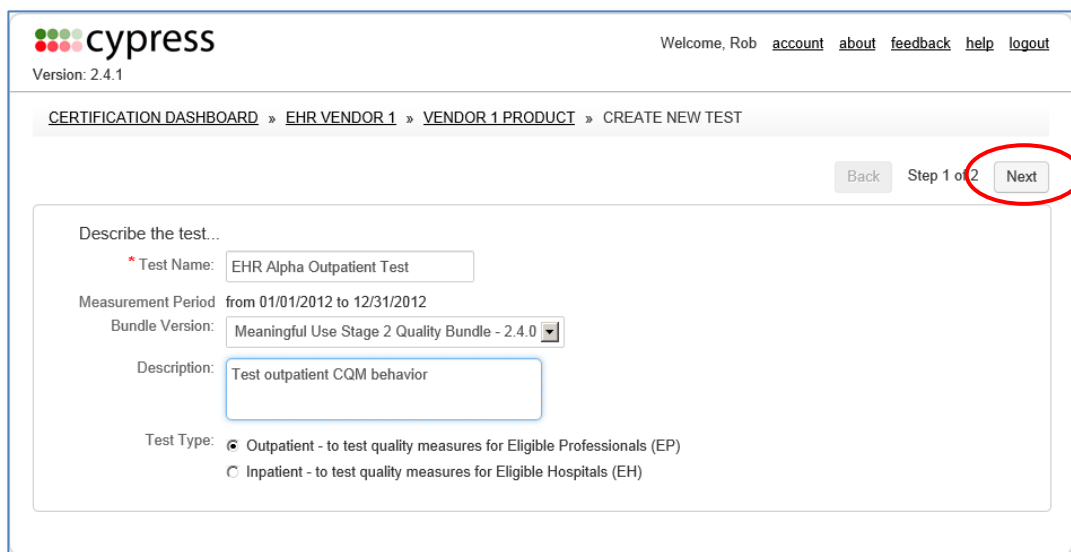 cypress
Welcome, Rob account about feedback help logout
Version: 2.4.1
CERTIFICATION DASHBOARD » EHR VENDOR 1 » VENDOR 1 PRODUCT » CREATE NEW TEST
Back Step 1 of 2 Next
Describe the test...
* Test Name: EHR Alpha Outpatient Test
Measurement Period from 01/01/2012 to 12/31/2012
Bundle Version: Meaningful Use Stage 2 Quality Bundle - 2.4.0
Description: Test outpatient CQM behavior
Test Type: Outpatient - to test quality measures for Eligible Professionals (EP)
Inpatient - to test quality measures for Eligible Hospitals (EH)